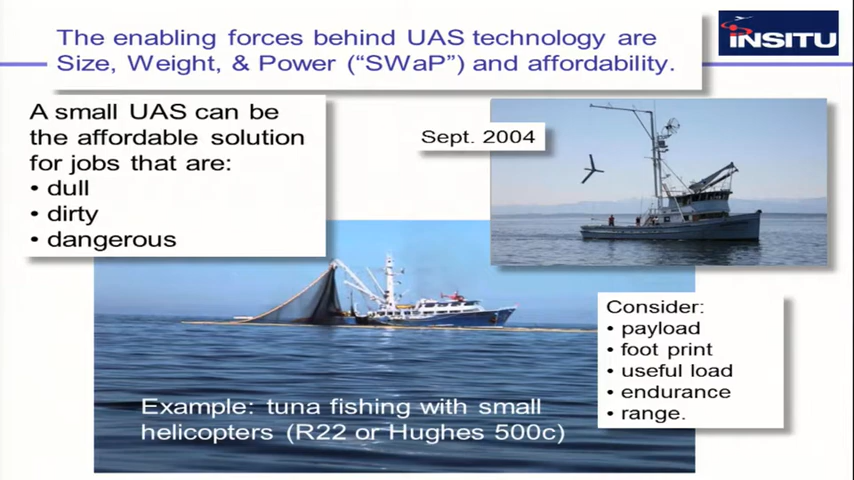 The enabling forces behind UAS technology are
Size, Weight, & Power (“SWaP”) and affordability.
INSITU
A small UAS can be
the affordable solution
for jobs that are:
• dull
• dirty
• dangerous
Sept. 2004
Consider:
• payload
• foot print
• useful load
• endurance
• range.
Example: tuna fishing with small
helicopters (R22 or Hughes 500c)